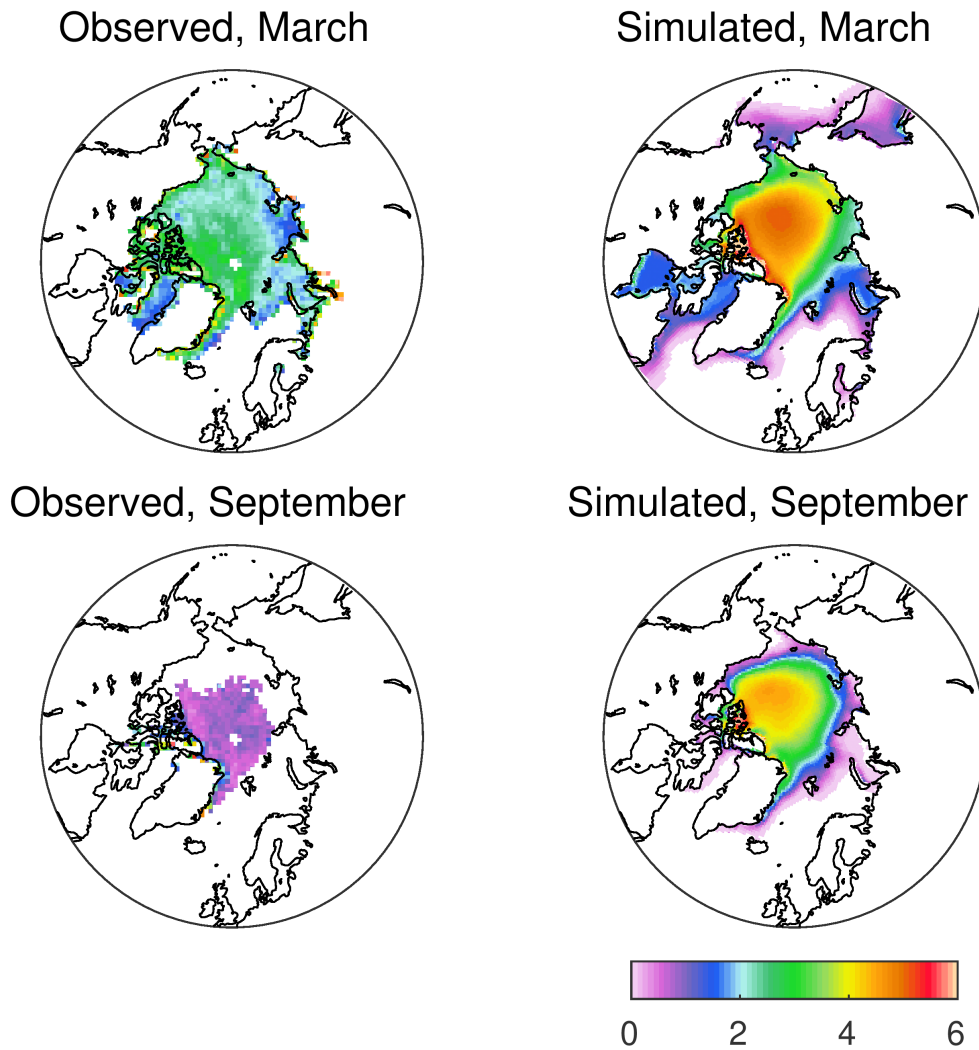 Observed, March
Simulated, March
Observed, September
Simulated, September
0 2 4 6